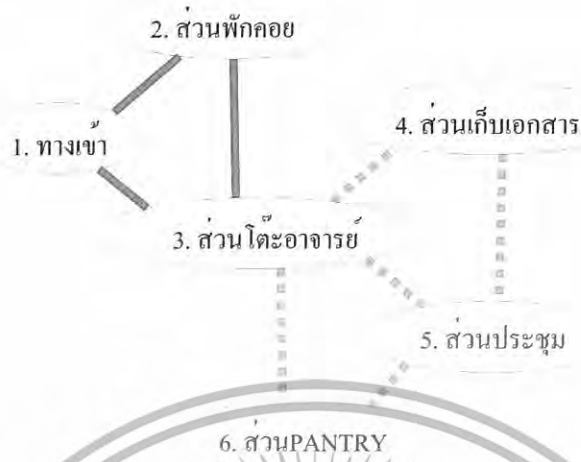 2. ส่วนพักคอย
4. ส่วนเก็บเอกสาร
1. ทางเข้า
3. ส่วนโต๊ะอาจารย์
5. ส่วนประชุม
6. ส่วนPANTRY